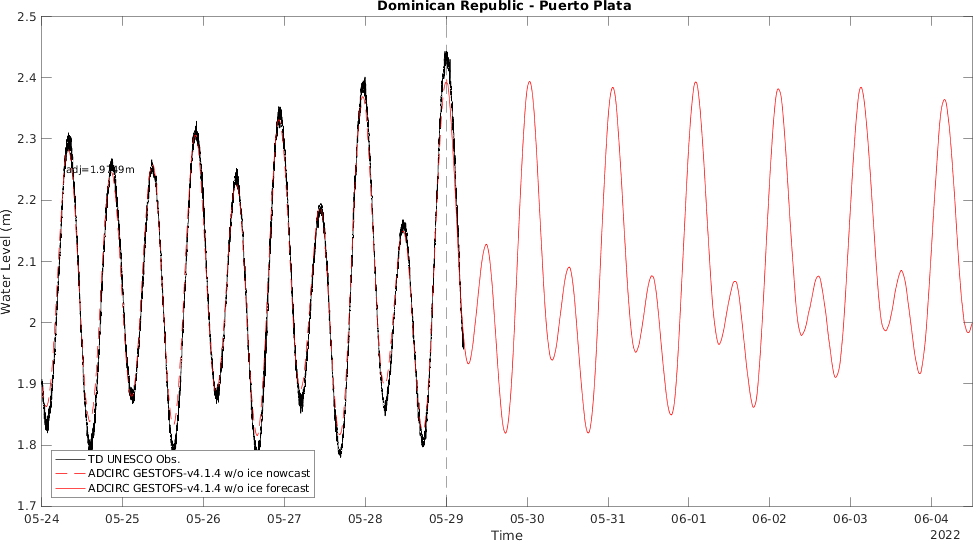 Dominican Republic - Puerto Plata
2.5
2.4
2.3
2.2
2.1
2
1.9
1.8
1.7
Water Level (m)
adj=1.9749m
TD UNESCO Obs.
ADCIRC GESTOFS-v4.1.4 w/o ice nowcast
ADCIRC GESTOFS-v4.1.4 w/o ice forecast
05-24 05-25 05-26 05-27 05-28 05-29 05-30 05-31 06-01 06-02 06-03 06-04
2022
Time